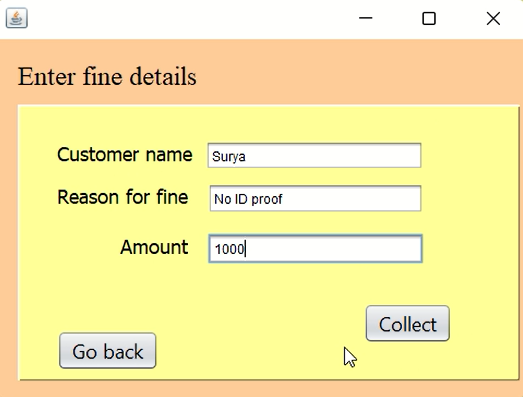 Enter fine details
Customer name Surya
Reason for fine No ID proof
Amount 1000
Collect
Go back